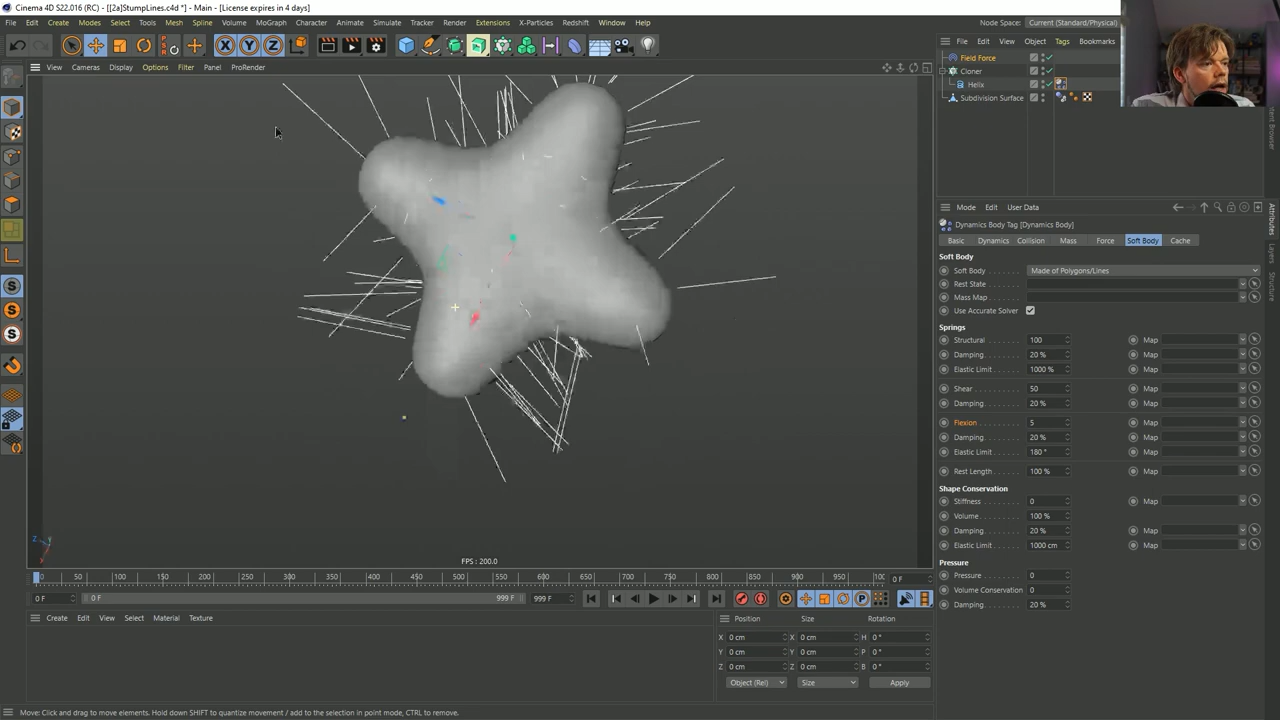 Cinema 4D S22.016 (RC) - [[2a]StumpLines.c4d *] - Main - [License expires in 4 days]
File Edit Create Modes Select Tools Mesh Spline Volume MoGraph Character Animate Simulate Tracker Render Extensions X-Particles Redshift Window Help
Node Space: Current (Standard/Physical)
File Edit View Object Tags Bookmarks
View Cameras Display Options Filter Panel ProRender
Field Force
Cloner
Helix
Subdivision Surface
Mode Edit User Data
Dynamics Body Tag [Dynamics Body]
Basic Dynamics Collision Mass Force Soft Body Cache
Soft Body
Soft Body Made of Polygons/Lines
Rest State
Mass Map
Use Accurate Solver
Springs
Structural 100 Map
Damping 20 % Map
Elastic Limit 1000 % Map
Shear 50 Map
Damping 20 % Map
Flexion 5 Map
Damping 20 % Map
Elastic Limit 180 ° Map
Rest Length 100 % Map
Shape Conservation
Stiffness 0 Map
Volume 100 % Map
Damping 20 % Map
Elastic Limit 1000 cm Map
Pressure
Pressure 0 Map
Volume Conservation 0 Map
Damping 20 % Map
Attributes
Layers
Structure
FPS : 200.0
0 50 100 150 200 250 300 350 400 450 500 550 600 650 700 750 800 850 900 950 100 0 F
0 F 0 F 999 F 999 F
Create Edit Select Material Texture
Position Size Rotation
X 0 cm X 0 cm H 0 °
Y 0 cm Y 0 cm P 0 °
Z 0 cm Z 0 cm B 0 °
Object (Rel) Size Apply
Move: Click and drag to move elements. Hold down SHIFT to quantize movement / add to the selection in point mode, CTRL to remove.